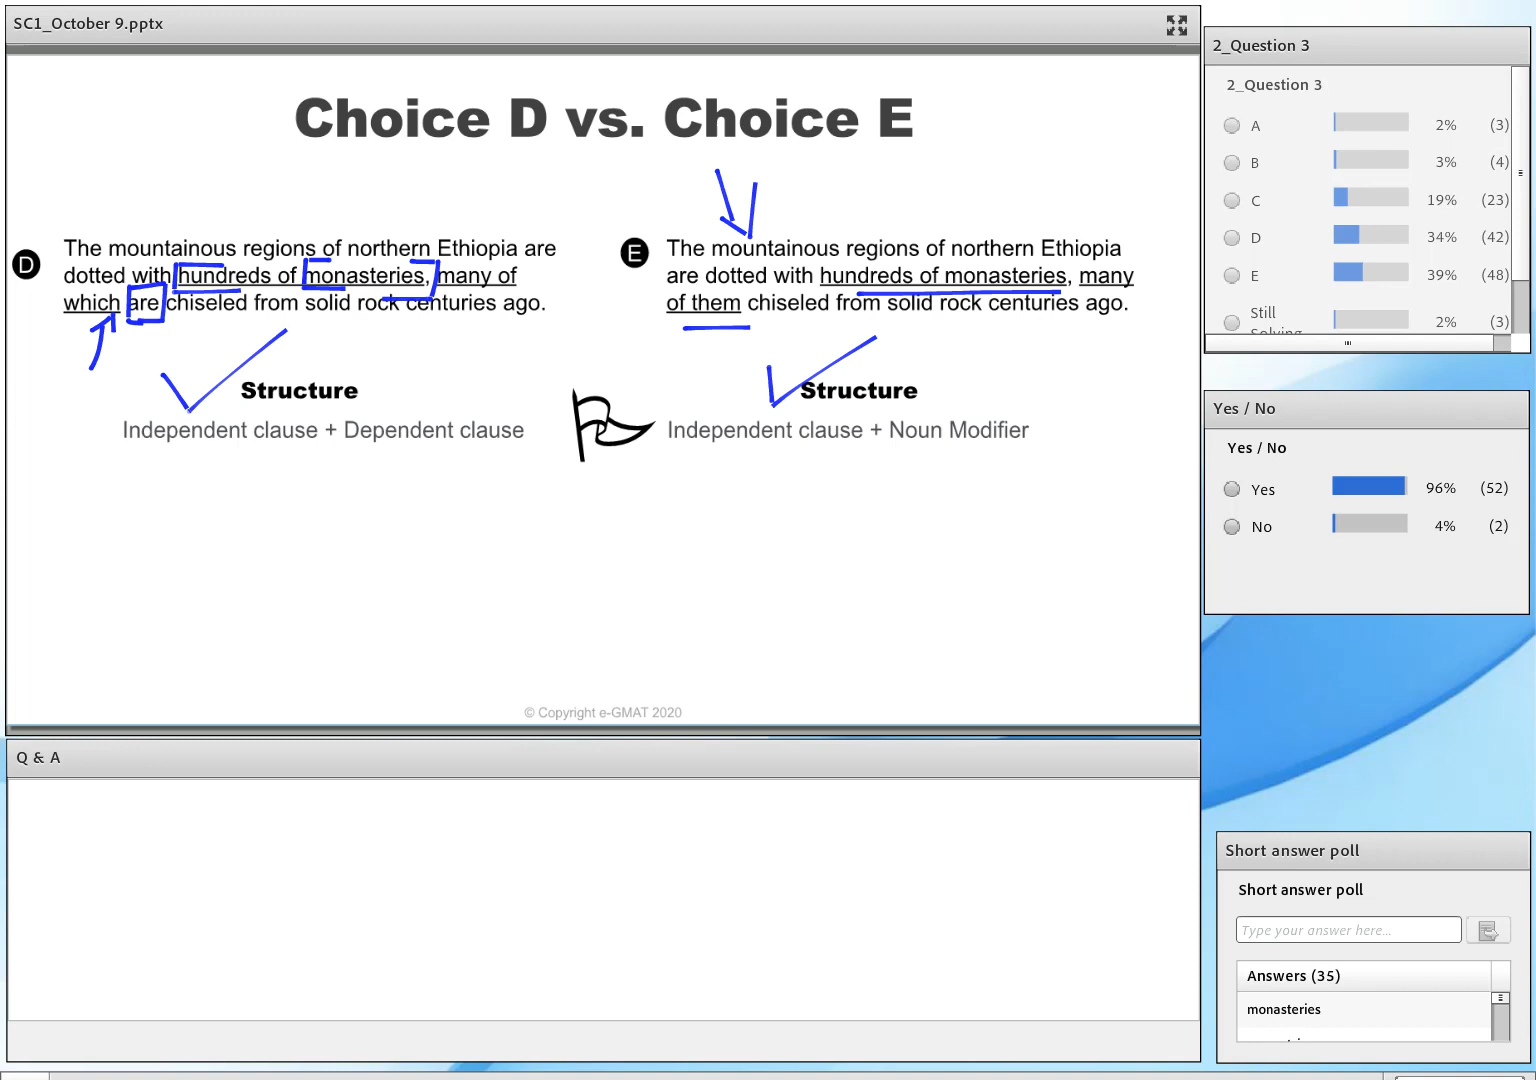 SC1_October 9.pptx
Choice D vs. Choice E
D
The mountainous regions of northern Ethiopia are
dotted with hundreds of monasteries, many of
which are chiseled from solid rock centuries ago.
Structure
Independent clause + Dependent clause
E
The mountainous regions of northern Ethiopia
are dotted with hundreds of monasteries, many
of them chiseled from solid rock centuries ago.
Structure
Independent clause + Noun Modifier
© Copyright e-GMAT 2020
Q & A
2_Question 3
2_Question 3
A 2% (3)
B 3% (4)
C 19% (23)
D 34% (42)
E 39% (48)
Still
Solving 2% (3)
Yes / No
Yes / No
Yes 96% (52)
No 4% (2)
Short answer poll
Short answer poll
Type your answer here...
Answers (35)
monasteries